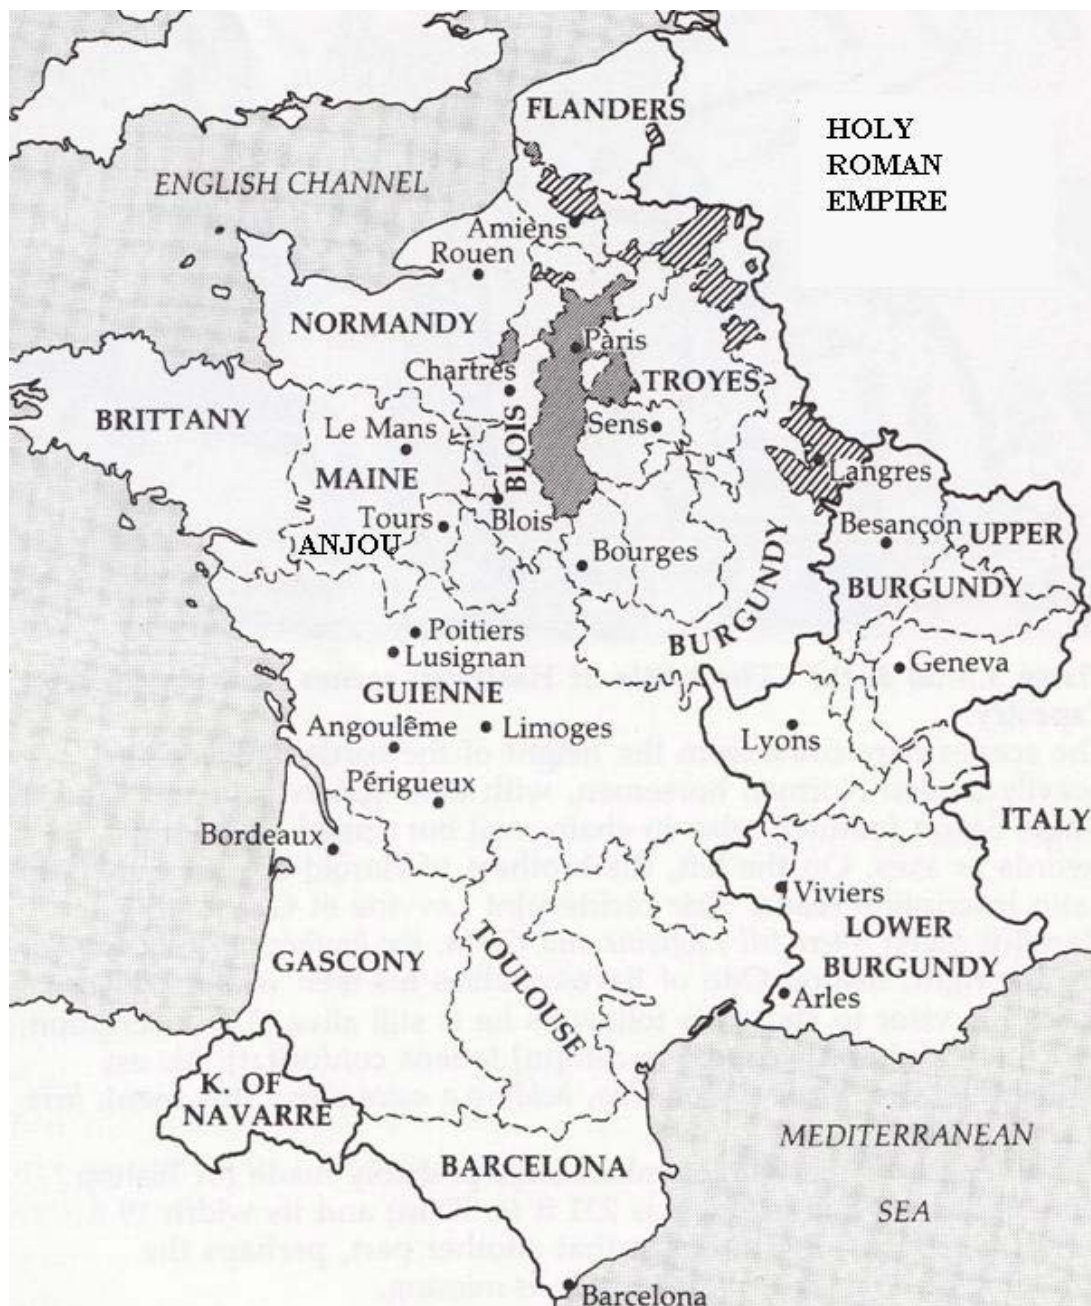 FLANDERS
HOLY
ROMAN
EMPIRE
ENGLISH CHANNEL
Amiens
Rouen
NORMANDY
Paris
Chartres
TROYES
BRITTANY
BLOIS
Le Mans
Sens
MAINE
Langres
Tours
Blois
Besançon
UPPER
ANJOU
Bourges
BURGUNDY
BURGUNDY
Poitiers
Lusignan
Geneva
GUIENNE
Angoulême
Limoges
Lyons
Périgueux
ITALY
Bordeaux
Viviers
LOWER
TOULOUSE
GASCONY
BURGUNDY
Arles
K. OF
NAVARRE
MEDITERRANEAN
BARCELONA
SEA
Barcelona